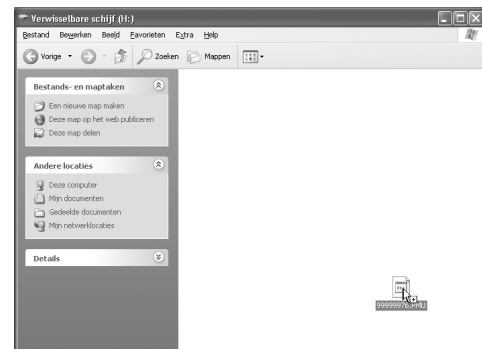 Verwisselbare schijf (H:)
Bestand Bewerken Beeld Favorieten Extra Help
Vorige Zoeken Mappen
Bestands- en maptaken
Een nieuwe map maken
Deze map op het web publiceren
Deze map delen
Andere locaties
Deze computer
Mijn documenten
Gedeelde documenten
Mijn netwerklocaties
Details
99999976.PMU